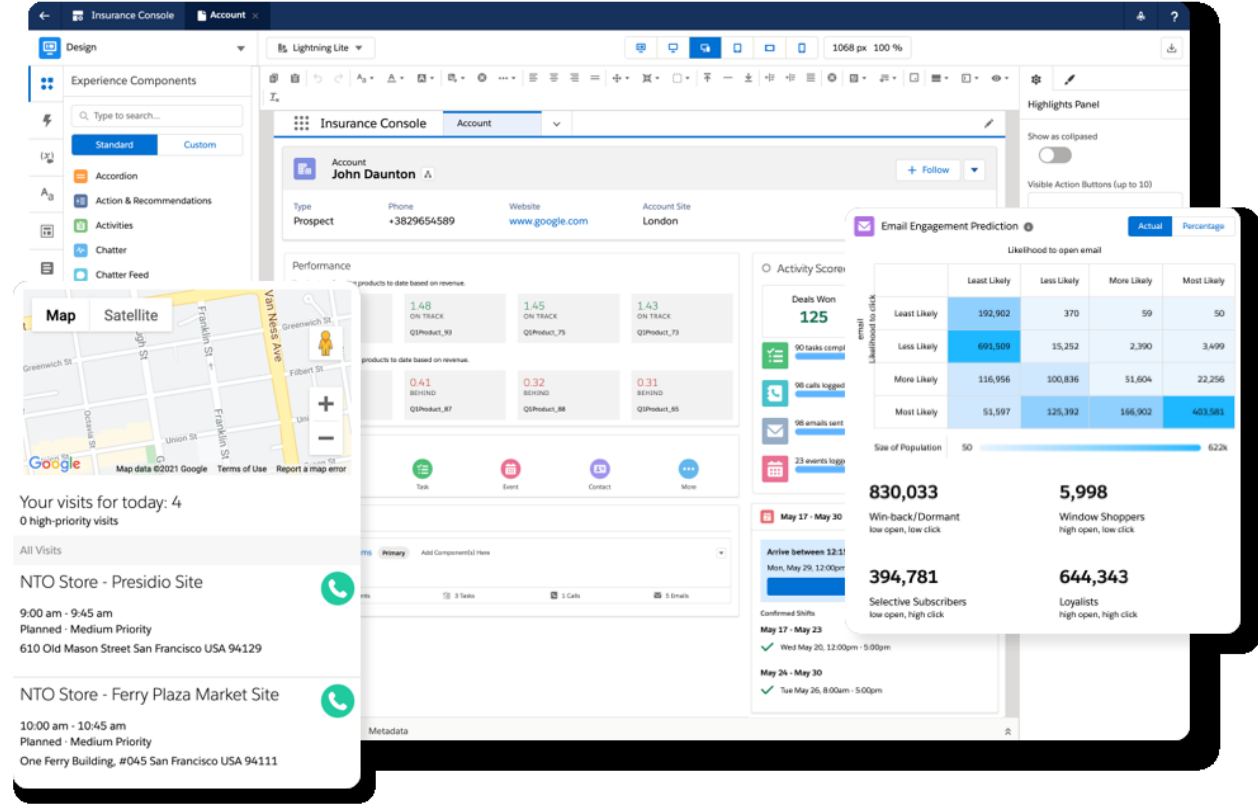 Insurance Console
Account
?
Design
Lightning Lite
1068 px 100 %
Experience Components
Type to search...
Standard
Custom
Accordion
Action & Recommendations
Activities
Chatter
Chatter Feed
Insurance Console
Account
Account
John Daunton
+ Follow
Type
Phone
Website
Account Site
Prospect
+3829654589
www.google.com
London
Highlights Panel
Show as collpased
Visible Action Buttons (up to 10)
Performance
products to date based on revenue.
1.48
ON TRACK
Q1Product_93
1.45
ON TRACK
Q1Product_75
1.43
ON TRACK
Q1Product_73
products to date based on revenue.
0.41
BEHIND
Q1Product_87
0.32
BEHIND
Q1Product_88
0.31
BEHIND
Q1Product_65
Task
Event
Contact
More
Primary
Add Component(s) Here
3 Tasks
1 Calls
5 Emails
Metadata
Activity
Deals Won
125
90 tasks
98 calls logged
98 emails sent
23 events
May 17 - May 30
Arrive between
Mon, May 29, 12:00pm
Confirmed Shifts
May 17 - May 23
Wed May 20, 12:00pm - 5:00pm
May 24 - May 30
Tue May 26, 8:00am - 5:00pm
Email Engagement Prediction
Actual
Percentage
Likelihood to open email
email
Likelihood to click
Least Likely Less Likely More Likely Most Likely
Least Likely 192,902 370 59 50
Less Likely 691,509 15,252 2,390 3,499
More Likely 116,956 100,836 51,604 22,256
Most Likely 51,597 125,392 166,902 403,581
Size of Population 50 622k
830,033
Win-back/Dormant
low open, low click
5,998
Window Shoppers
high open, low click
394,781
Selective Subscribers
low open, high click
644,343
Loyalists
high open, high click
Map
Satellite
Van Ness Ave
Franklin St
Gough St
Greenwich St
Greenwich St
Filbert St
Octavia St
Franklin St
Union St
Google
Map data ©2021 Google
Terms of Use
Report a map error
Your visits for today: 4
0 high-priority visits
All Visits
NTO Store - Presidio Site
9:00 am - 9:45 am
Planned · Medium Priority
610 Old Mason Street San Francisco USA 94129
NTO Store - Ferry Plaza Market Site
10:00 am - 10:45 am
Planned · Medium Priority
One Ferry Building, #045 San Francisco USA 94111